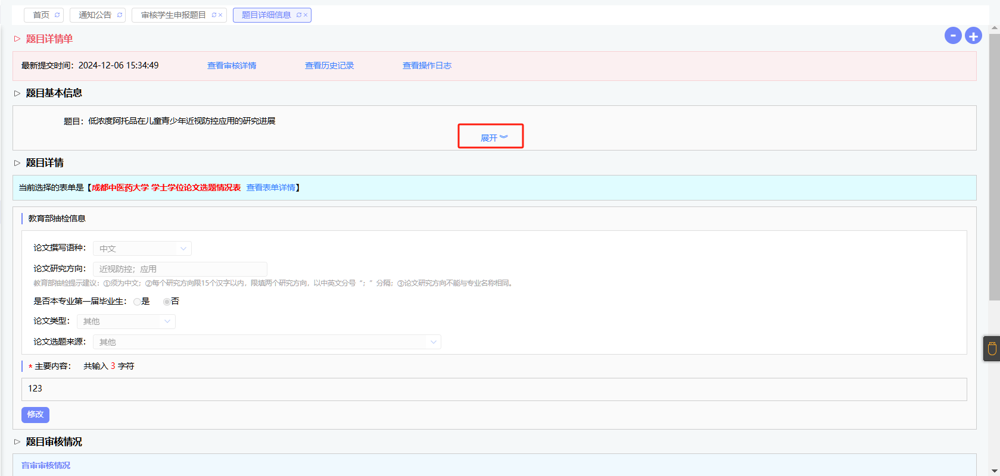 首页 通知公告 审核学生申报题目 题目详细信息
题目详情单
最新提交时间：2024-12-06 15:34:49 查看审核详情 查看历史记录 查看操作日志
题目基本信息
题目：低浓度阿托品在儿童青少年近视防控应用的研究进展
展开
题目详情
当前选择的表单是【成都中医药大学 学士学位论文选题情况表 查看表单详情】
教育部抽检信息
论文撰写语种： 中文
论文研究方向： 近视防控；应用
教育部抽检提示建议：①须为中文；②每个研究方向限15个汉字以内，限填两个研究方向，以中英文分号“；”分隔；③论文研究方向不能与专业名称相同。
是否本专业第一届毕业生： 是 否
论文类型： 其他
论文选题来源： 其他
* 主要内容： 共输入 3 字符
123
修改
题目审核情况
盲审审核情况